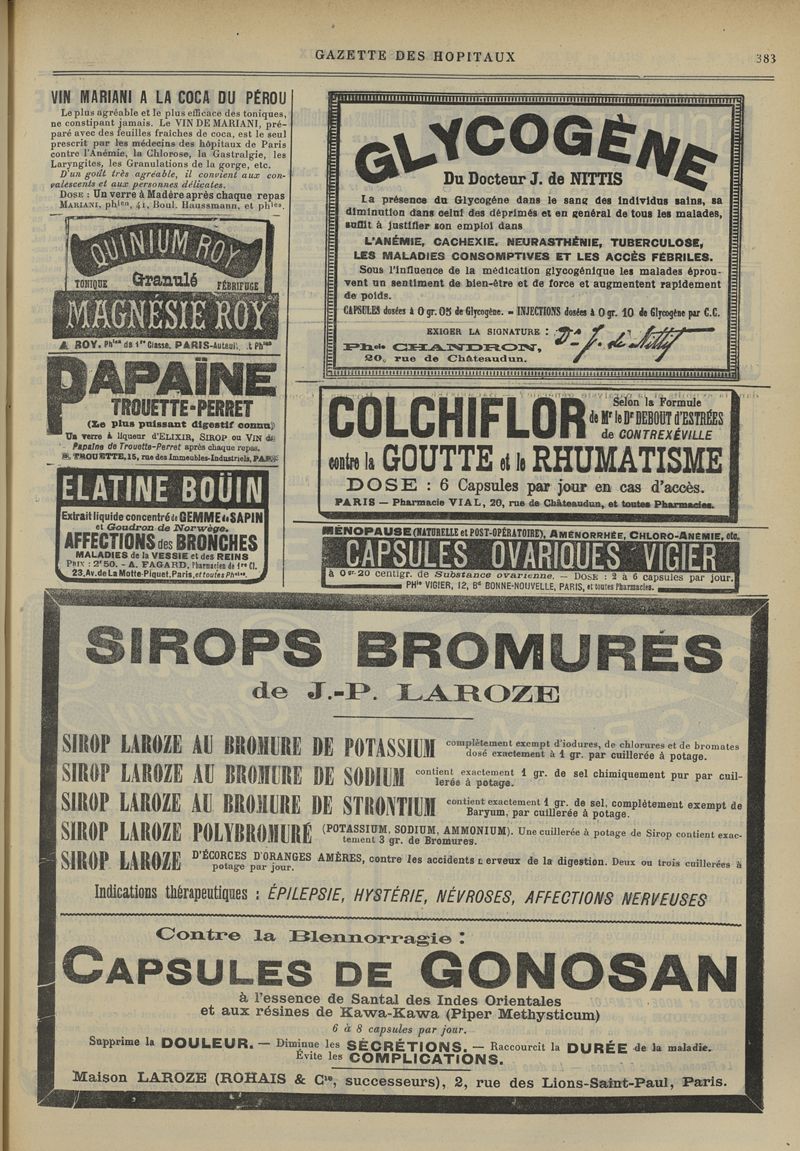 GAZETTE DES HOPITAUX
383
VIN MARIANI A LA COCA DU PÉROU
Le plus agréable et le plus efficace des toniques,
ne constipant jamais. Le VIN DE MARIANI, pré-
paré avec des feuilles fraîches de coca, est le seul
prescrit par les médecins des hôpitaux de Paris
contre l'Anémie, la Chlorose, la Gastralgie, les
Laryngites, les Granulations de la gorge, etc.
D'un goût très agréable, il convient aux con-
valescents et aux personnes délicates.
DOSE : Un verre à Madère après chaque repas
MARIANI, phien, 41, Boul. Haussmann, et phies.
QUINIUM ROY
TONIQUE Granulé FÉBRIFUGE
MAGNÉSIE ROY
A. ROY, Phien de 1re Classe, PARIS-Auteuil, et Phies
PAPAÏNE
TROUETTE-PERRET
(Le plus puissant digestif connu)
Un verre à liqueur d'ELIXIR, SIROP ou VIN de
Papaïne de Trouette-Perret après chaque repas.
E. TROUETTE, 15, rue des Immeubles-Industriels, PARIS
ELATINE BOÜIN
Extrait liquide concentré de GEMME de SAPIN
et Goudron de Norwège.
AFFECTIONS des BRONCHES
MALADIES de la VESSIE et des REINS
PRIX : 2f50. - A. FAGARD, Pharmacien de 1re Cl.
23, Av. de La Motte-Piquet, Paris, et toutes Phies.
GLYCOGÈNE
Du Docteur J. de NITTIS
La présence du Glycogène dans le sang des individus sains, sa
diminution dans celui des déprimés et en général de tous les malades,
suffit à justifier son emploi dans
L'ANÉMIE, CACHEXIE, NEURASTHÉNIE, TUBERCULOSE,
LES MALADIES CONSOMPTIVES ET LES ACCÈS FÉBRILES.
Sous l'influence de la médication glycogénique les malades éprou-
vent un sentiment de bien-être et de force et augmentent rapidement
de poids.
CAPSULES dosées à 0 gr. 05 de Glycogène. - INJECTIONS dosées à 0 gr. 10 de Glycogène par C.C.
EXIGER LA SIGNATURE : Dr J. de Nittis
Phie CHANDRON,
20, rue de Châteaudun.
COLCHIFLOR
Selon la Formule
de Mr le Dr DEBOUT d'ESTRÉES
de CONTREXÉVILLE
contre la GOUTTE et le RHUMATISME
DOSE : 6 Capsules par jour en cas d'accès.
PARIS — Pharmacie VIAL, 20, rue de Châteaudun, et toutes Pharmacies.
MÉNOPAUSE (NATURELLE et POST-OPÉRATOIRE), AMÉNORRHÉE, CHLORO-ANÉMIE, etc.
CAPSULES OVARIQUES VIGIER
à 0 gr. 20 centigr. de Substance ovarienne. — DOSE : 2 à 6 capsules par jour.
PHie VIGIER, 12, Bd BONNE-NOUVELLE, PARIS, et toutes Pharmacies.
SIROPS BROMURÉS
de J.-P. LAROZE
SIROP LAROZE AU BROMURE DE POTASSIUM complètement exempt d'iodures, de chlorures et de bromates
dosé exactement à 1 gr. par cuillerée à potage.
SIROP LAROZE AU BROMURE DE SODIUM contient exactement 1 gr. de sel chimiquement pur par cuil-
lerée à potage.
SIROP LAROZE AU BROMURE DE STRONTIUM contient exactement 1 gr. de sel, complètement exempt de
Baryum, par cuillerée à potage.
SIROP LAROZE POLYBROMURÉ (POTASSIUM, SODIUM, AMMONIUM). Une cuillerée à potage de Sirop contient exac-
tement 3 gr. de Bromures.
SIROP LAROZE D'ÉCORCES D'ORANGES AMÈRES, contre les accidents nerveux de la digestion. Deux ou trois cuillerées à
potage par jour.
Indications thérapeutiques : ÉPILEPSIE, HYSTÉRIE, NÉVROSES, AFFECTIONS NERVEUSES
Contre la Blennorragie :
CAPSULES DE GONOSAN
à l'essence de Santal des Indes Orientales
et aux résines de Kawa-Kawa (Piper Methysticum)
6 à 8 capsules par jour.
Supprime la DOULEUR. — Diminue les SÉCRÉTIONS. — Raccourcit la DURÉE de la maladie.
Évite les COMPLICATIONS.
Maison LAROZE (ROHAIS & Cie, successeurs), 2, rue des Lions-Saint-Paul, Paris.